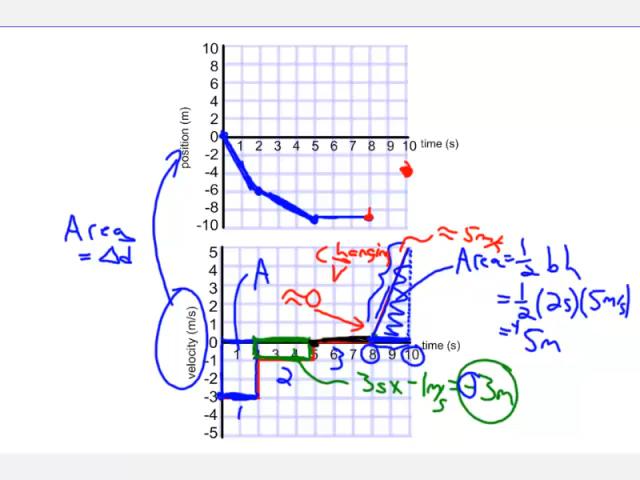 10
8
6
4
2
0
-2
-4
-6
-8
-10
position (m)
1 2 3 4 5 6 7 8 9 10
time (s)
Area
= Δd
5
4
3
2
1
0
-1
-2
-3
-4
-5
velocity (m/s)
1 3 4 5 6 7 8 9 10
time (s)
A
Changing
V
≈0
≈ 5m/s
Area = 1/2 bh
= 1/2 (2s)(5m/s)
= + 5m
1
2
3
3s x -1m/s = -3m